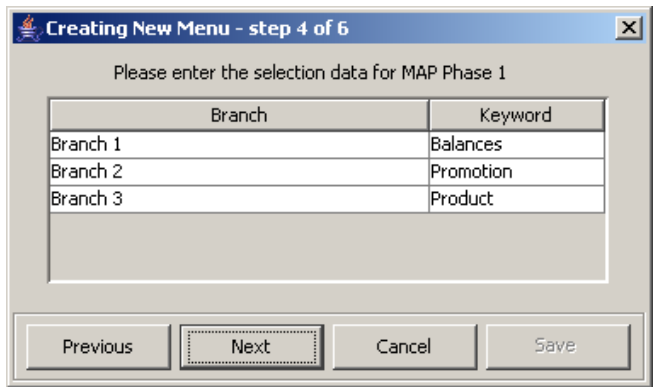 Creating New Menu - step 4 of 6
Please enter the selection data for MAP Phase 1
Branch Keyword
Branch 1 Balances
Branch 2 Promotion
Branch 3 Product
Previous Next Cancel Save